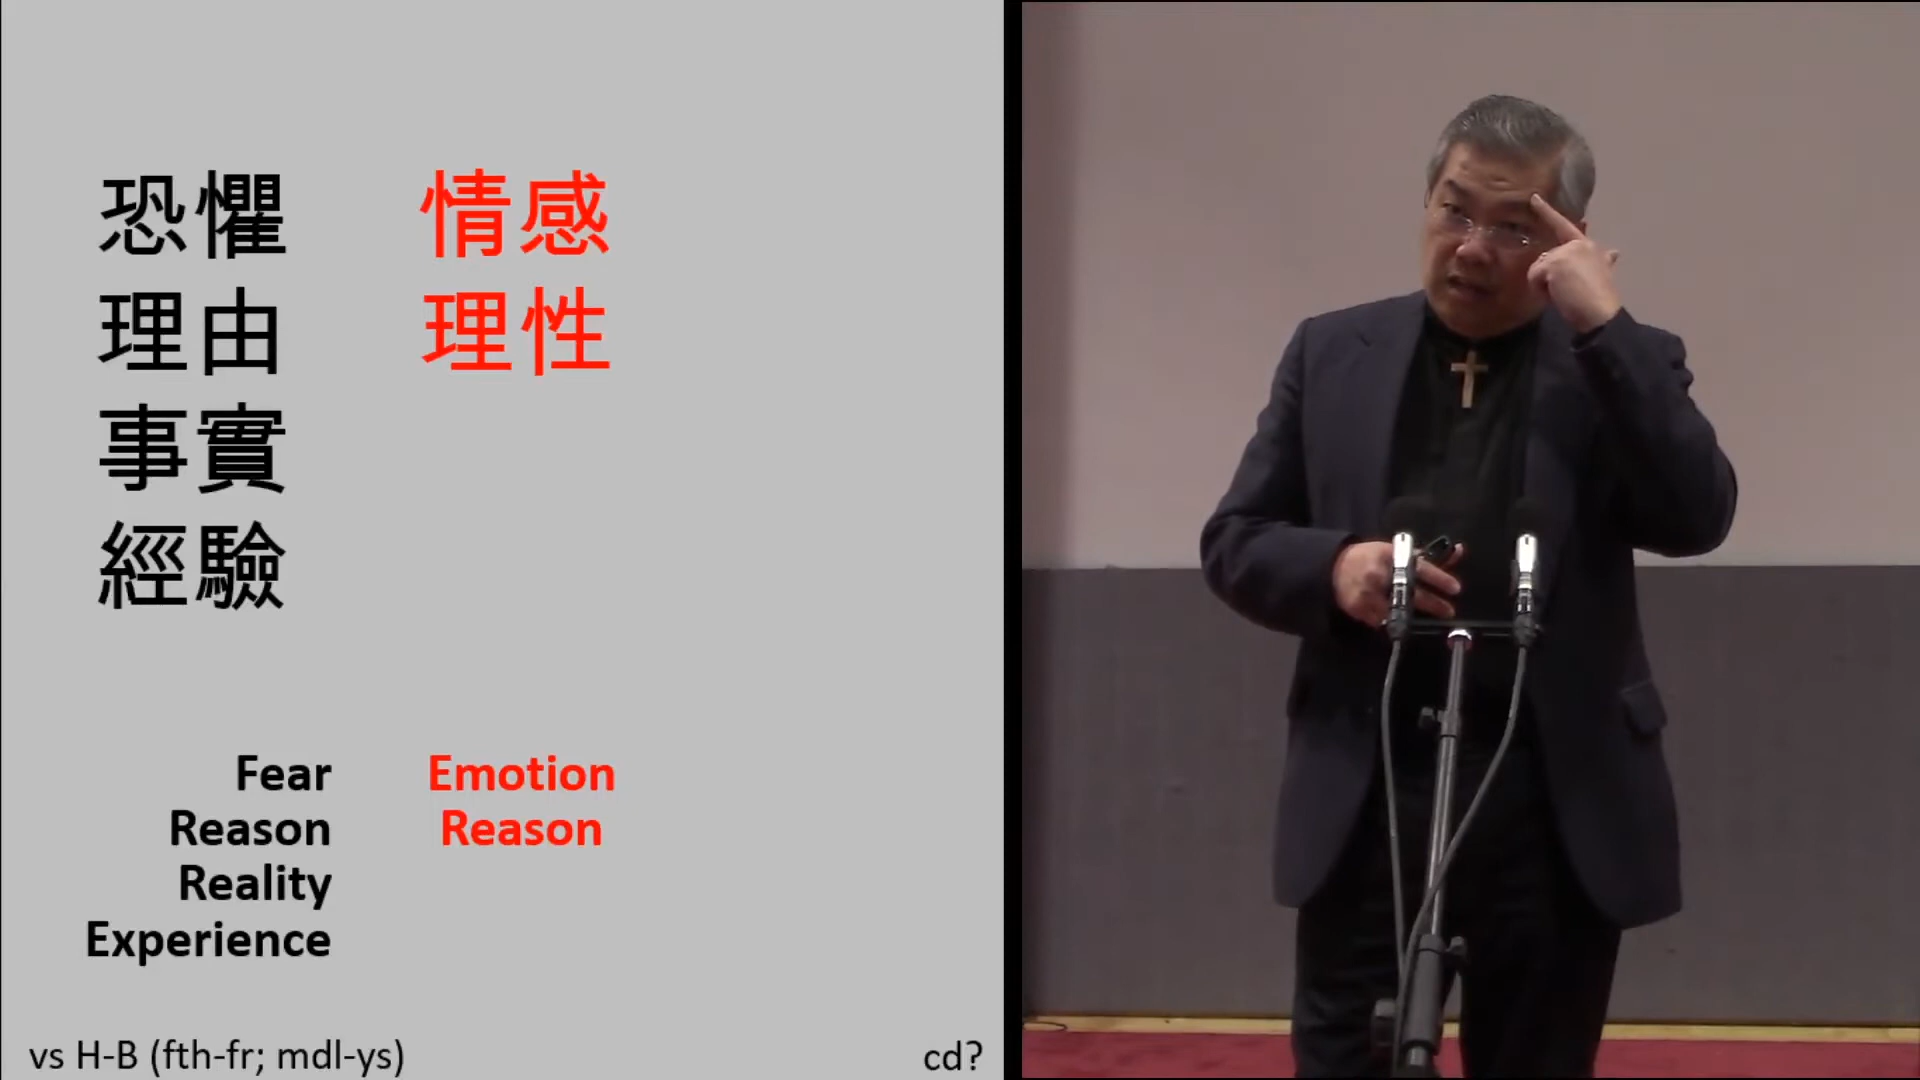 恐懼 情感
理由 理性
事實
經驗
Fear Emotion
Reason Reason
Reality
Experience
vs H-B (fth-fr; mdl-ys) cd?